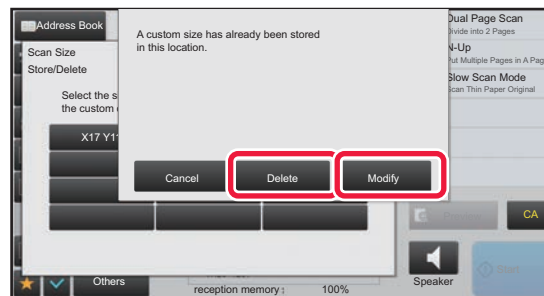 Address Book
A custom size has already been stored
in this location.
Dual Page Scan
Divide into 2 Pages
N-Up
Put Multiple Pages in A Pag
Slow Scan Mode
Scan Thin Paper Original
Scan Size
Store/Delete
Select the s
the custom
X17 Y1
Cancel
Delete
Modify
CA
Others
reception memory : 100%
Speaker
Start